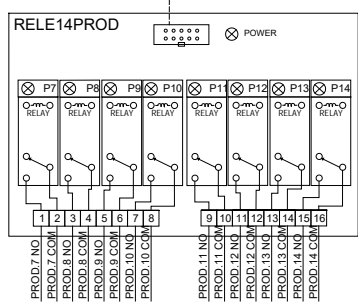 RELE14PROD
POWER
P7 P8 P9 P10 P11 P12 P13 P14
RELAY RELAY RELAY RELAY RELAY RELAY RELAY RELAY
1 2 3 4 5 6 7 8 9 10 11 12 13 14 15 16
PROD.7 NO
PROD.7 COM
PROD.8 NO
PROD.8 COM
PROD.9 NO
PROD.9 COM
PROD.10 NO
PROD.10 COM
PROD.11 NO
PROD.11 COM
PROD.12 NO
PROD.12 COM
PROD.13 NO
PROD.13 COM
PROD.14 NO
PROD.14 COM